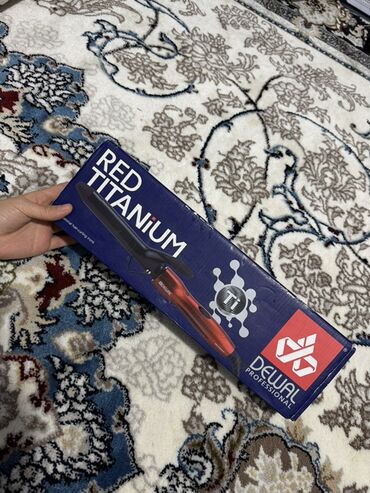 RED
TITANIUM
Ti
DEWAL
PROFESSIONAL